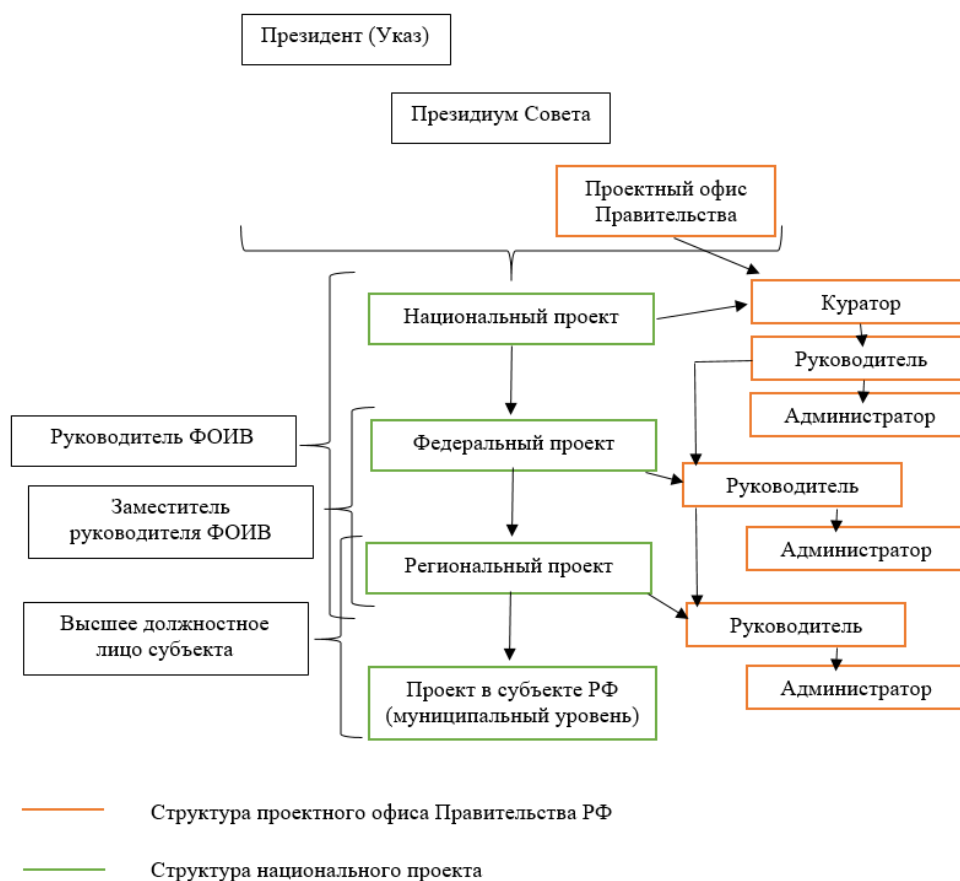 Президент (Указ)
Президиум Совета
Проектный офис
Правительства
Национальный проект
Куратор
Руководитель
Администратор
Руководитель ФОИВ
Федеральный проект
Руководитель
Заместитель
руководителя ФОИВ
Администратор
Региональный проект
Высшее должностное
лицо субъекта
Руководитель
Проект в субъекте РФ
(муниципальный уровень)
Администратор
Структура проектного офиса Правительства РФ
Структура национального проекта